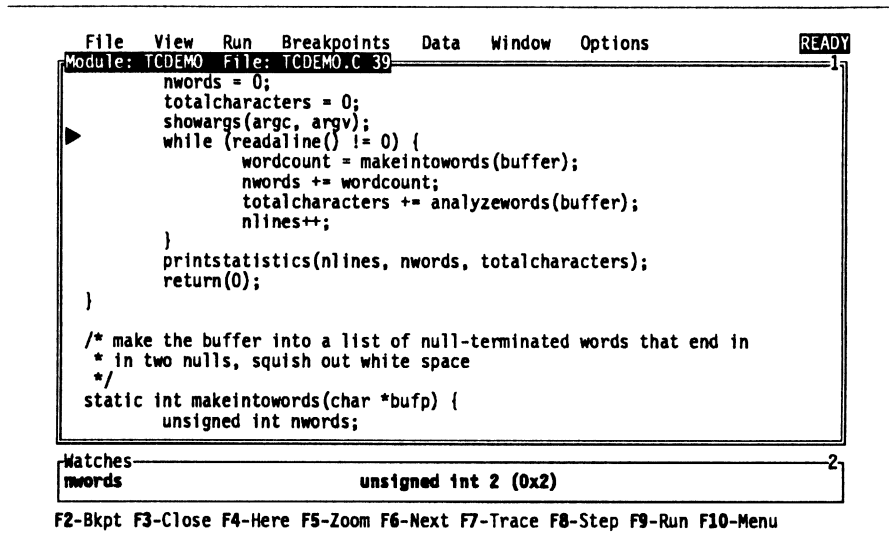 File View Run Breakpoints Data Window Options READY
Module: TCDEMO File: TCDEMO.C 39 1
nwords = 0;
totalcharacters = 0;
showargs(argc, argv);
while (readaline() != 0) {
wordcount = makeintowords(buffer);
nwords += wordcount;
totalcharacters += analyzewords(buffer);
nlines++;
}
printstatistics(nlines, nwords, totalcharacters);
return(0);
}
/* make the buffer into a list of null-terminated words that end in
* in two nulls, squish out white space
*/
static int makeintowords(char *bufp) {
unsigned int nwords;
Watches 2
nwords unsigned int 2 (0x2)
F2-Bkpt F3-Close F4-Here F5-Zoom F6-Next F7-Trace F8-Step F9-Run F10-Menu